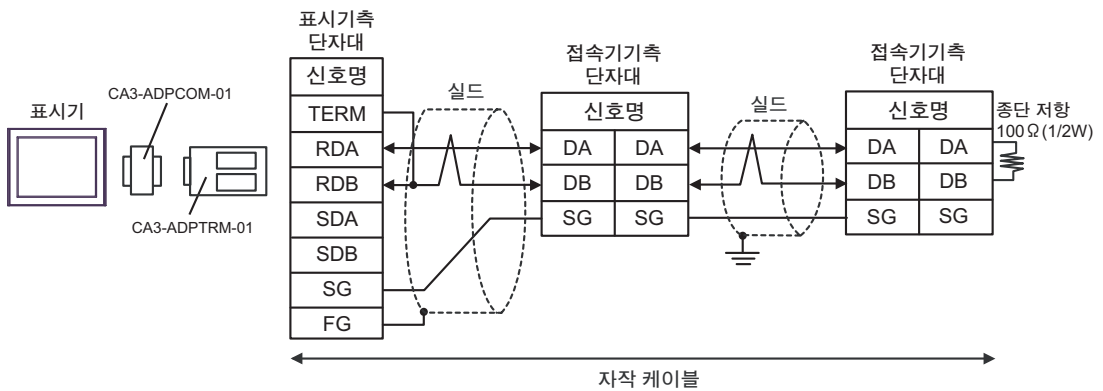 표시기
CA3-ADPCOM-01
CA3-ADPTRM-01
표시기측
단자대
신호명
TERM
RDA
RDB
SDA
SDB
SG
FG
실드
접속기기측
단자대
신호명
DA DA
DB DB
SG SG
실드
접속기기측
단자대
신호명
DA DA
DB DB
SG SG
종단 저항
100Ω(1/2W)
자작 케이블